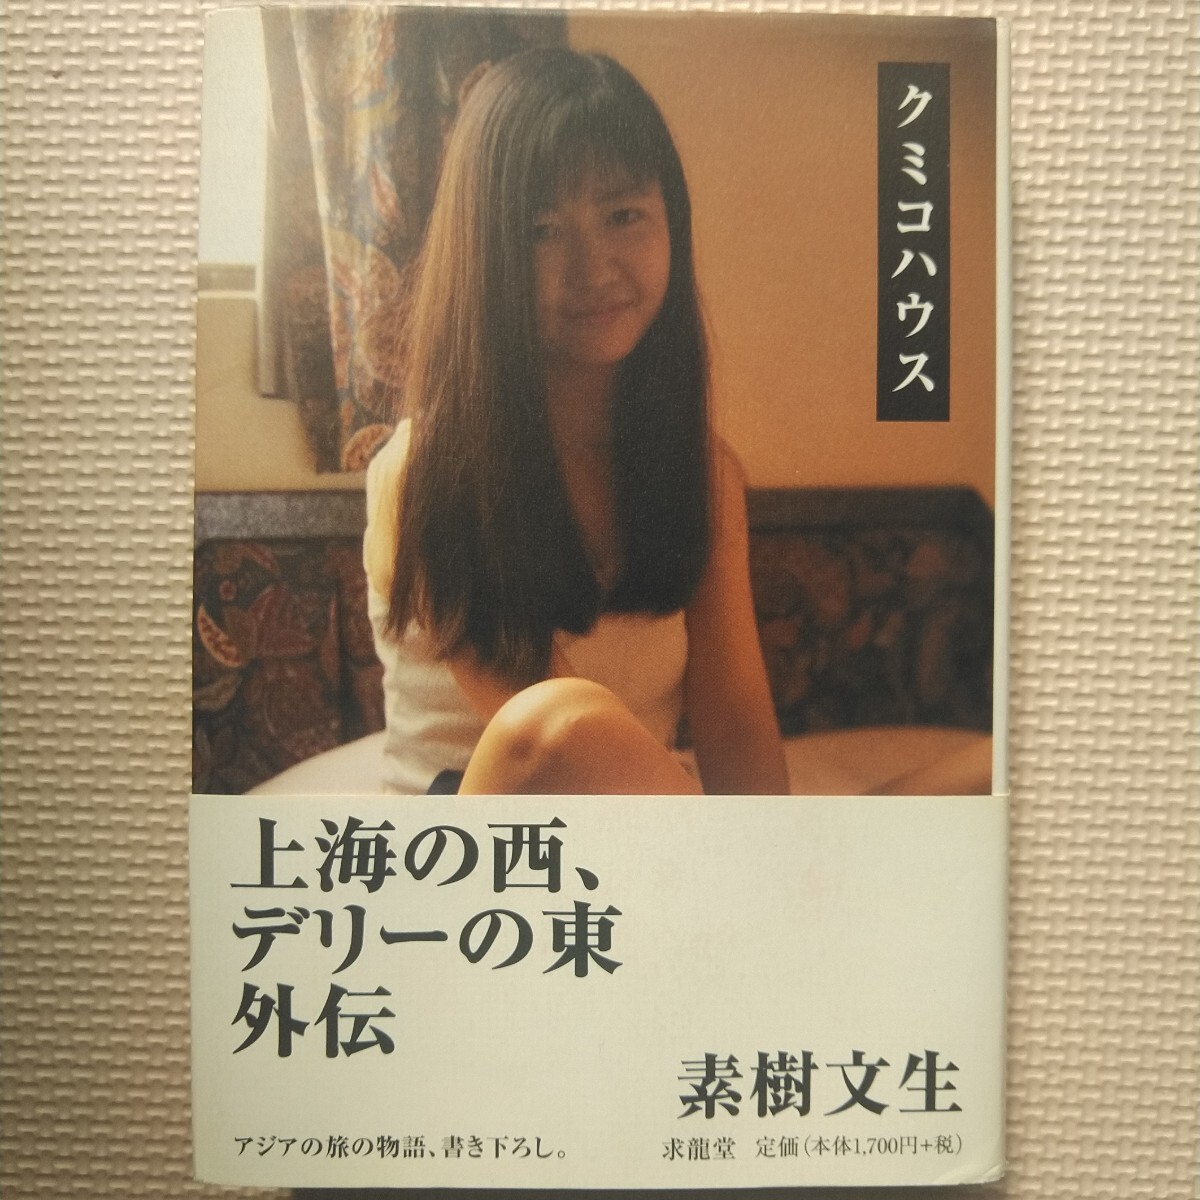 クミコハウス
上海の西、
デリーの東
外伝
素樹文生
アジアの旅の物語、書き下ろし。
求龍堂 定価(本体1,700円+税)